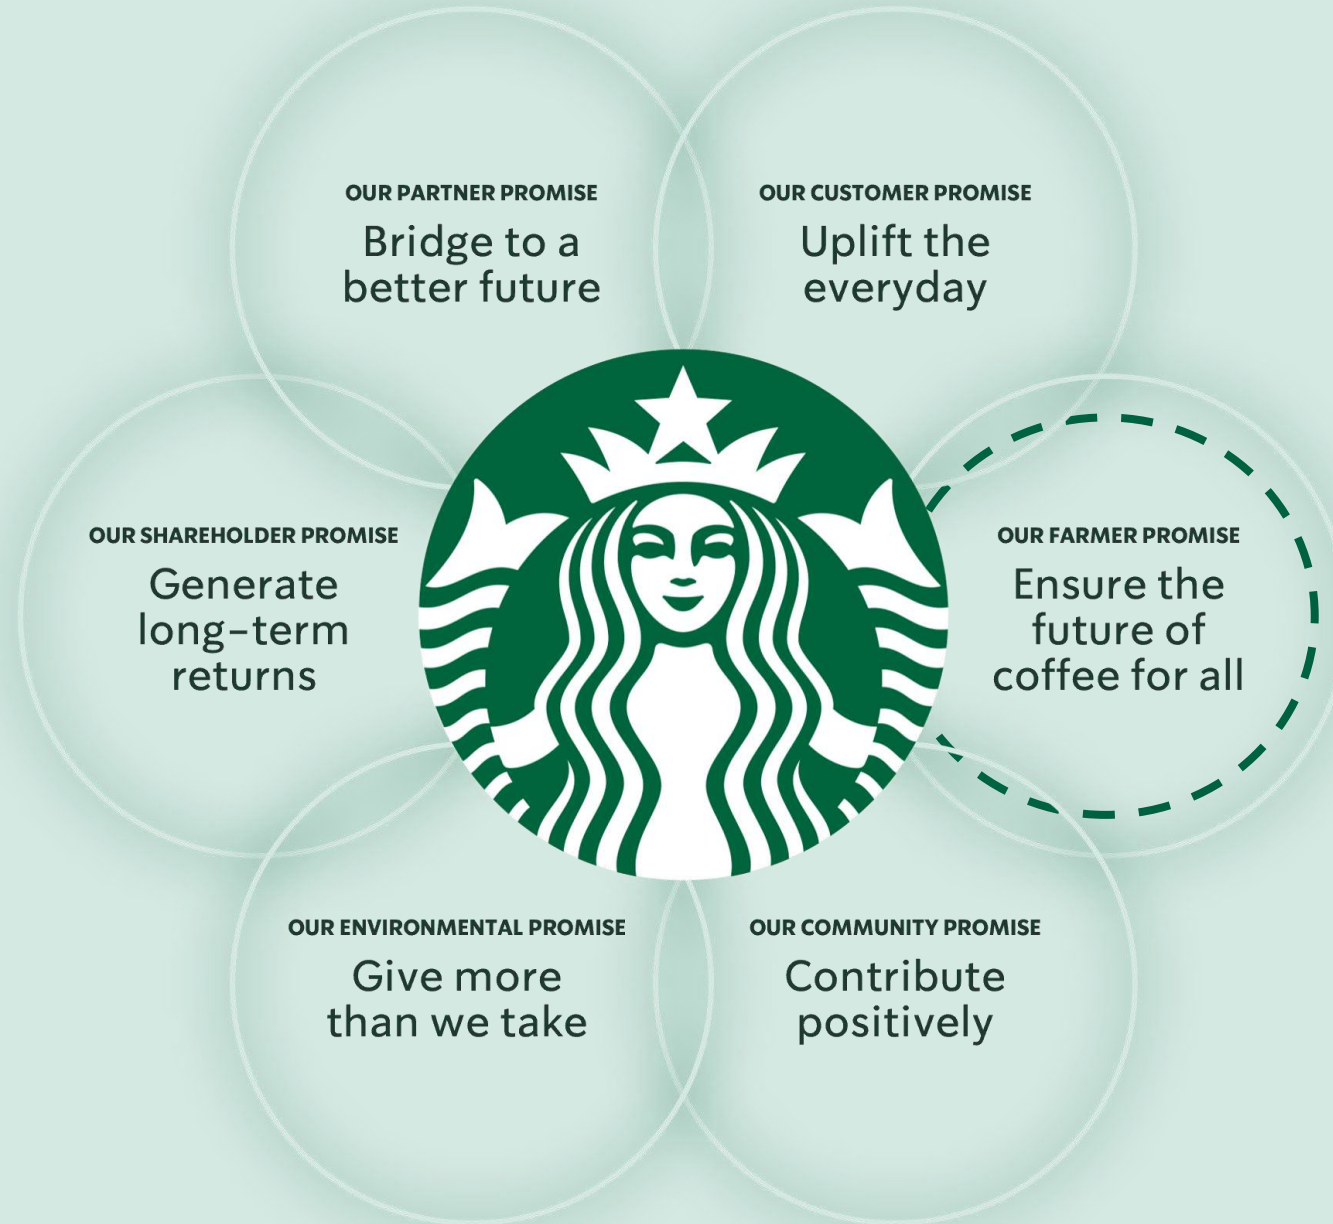 OUR PARTNER PROMISE
Bridge to a
better future
OUR CUSTOMER PROMISE
Uplift the
everyday
OUR SHAREHOLDER PROMISE
Generate
long-term
returns
OUR FARMER PROMISE
Ensure the
future of
coffee for all
OUR ENVIRONMENTAL PROMISE
Give more
than we take
OUR COMMUNITY PROMISE
Contribute
positively